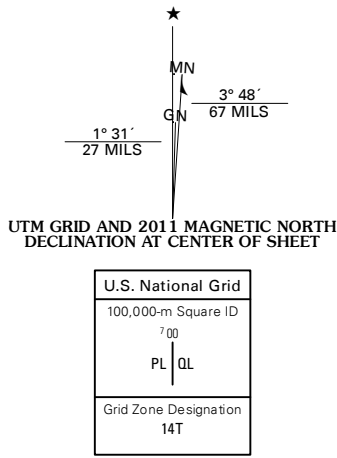 ★
MN
3° 48´
67 MILS
GN
1° 31´
27 MILS
UTM GRID AND 2011 MAGNETIC NORTH
DECLINATION AT CENTER OF SHEET
U.S. National Grid
100,000-m Square ID
7 00
PL QL
Grid Zone Designation
14T